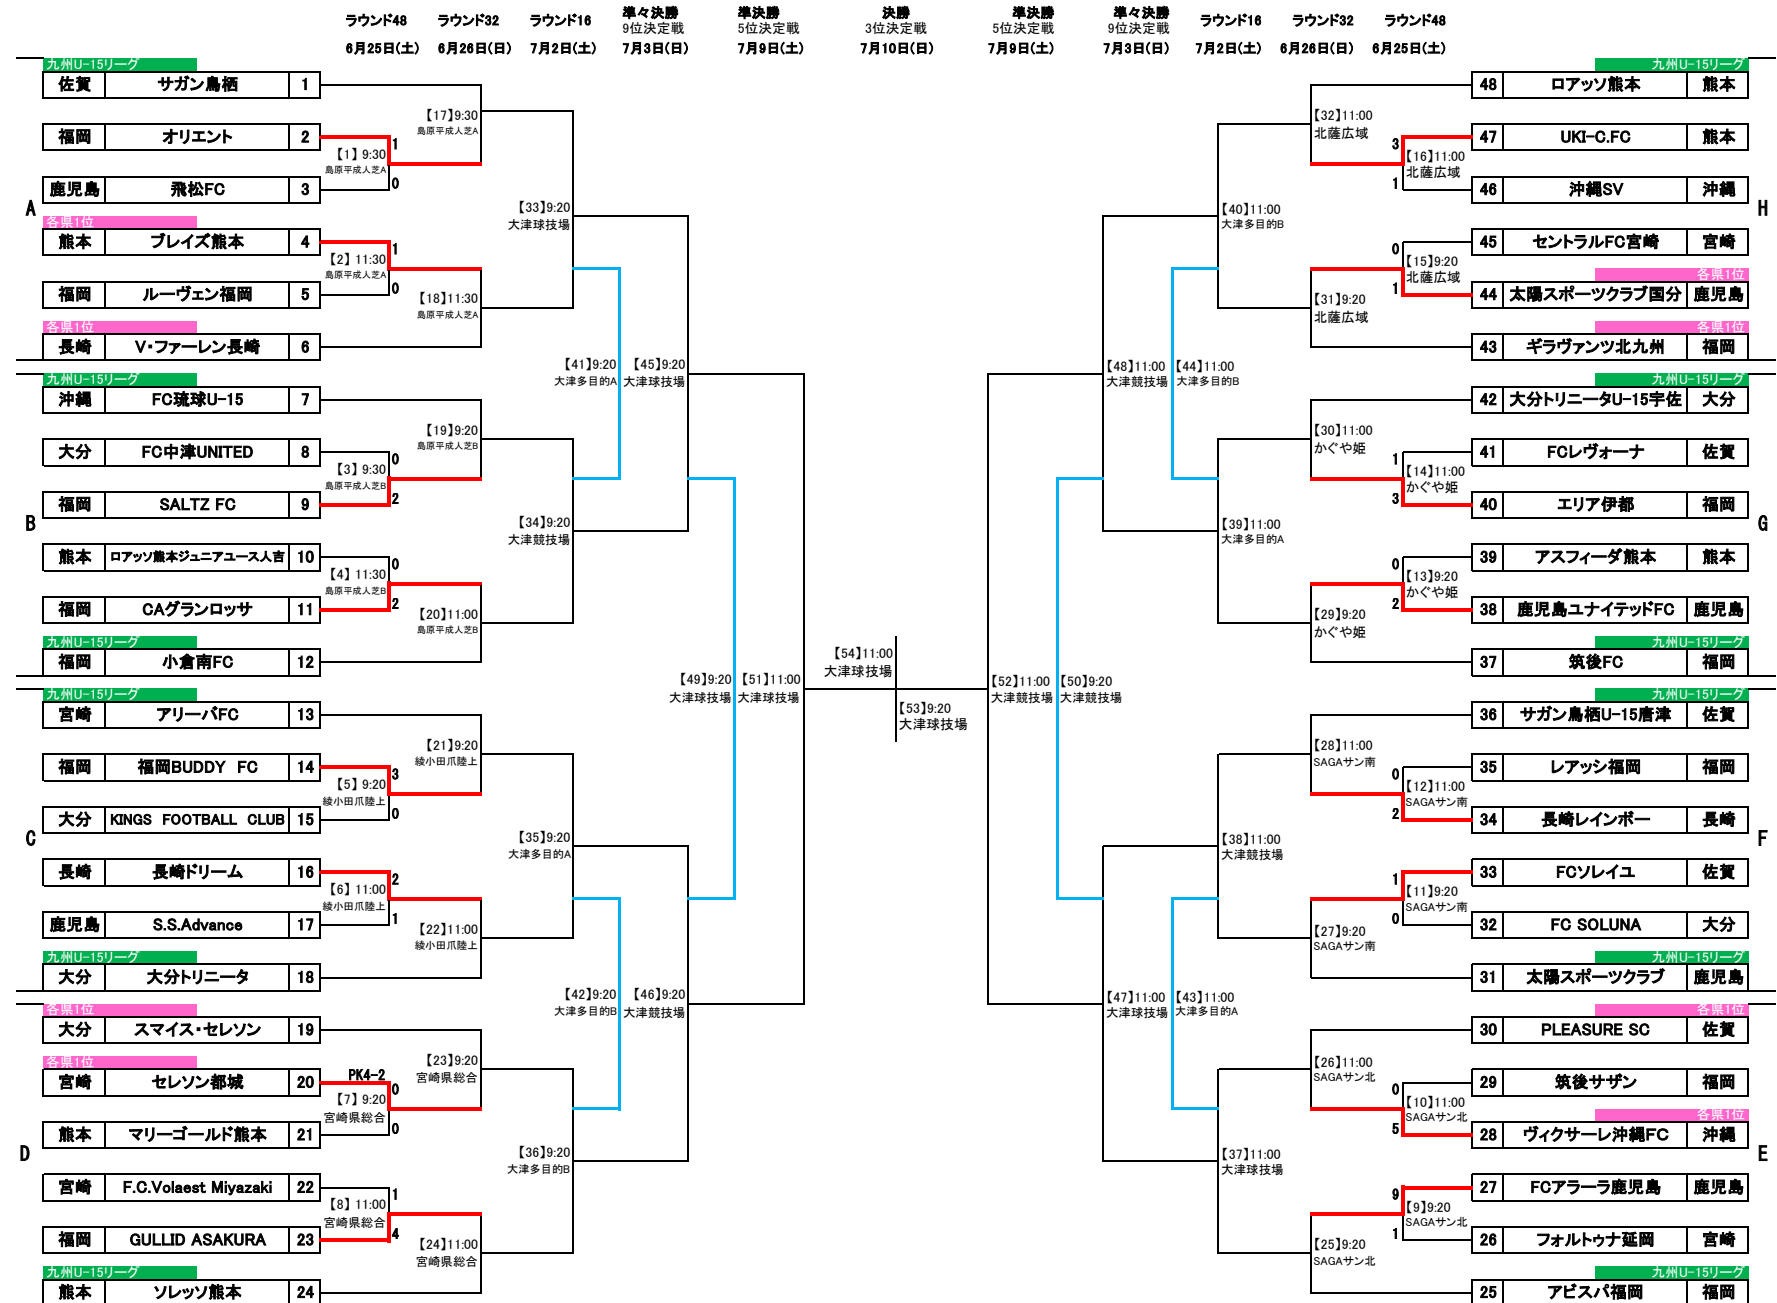 ラウンド48 ラウンド32 ラウンド16 準々決勝 準決勝 決勝 準決勝 準々決勝 ラウンド16 ラウンド32 ラウンド48
9位決定戦 5位決定戦 3位決定戦 5位決定戦 9位決定戦
6月25日(土) 6月26日(日) 7月2日(土) 7月3日(日) 7月9日(土) 7月10日(日) 7月9日(土) 7月3日(日) 7月2日(土) 6月26日(日) 6月25日(土)
A
九州U-15リーグ
佐賀 サガン鳥栖 1
【17】9:30
島原平成人芝A
福岡 オリエント 2
1
【1】 9:30
島原平成人芝A
0
鹿児島 飛松FC 3
【33】9:20
大津球技場
各県1位
熊本 ブレイズ熊本 4
1
【2】 11:30
島原平成人芝A
0
福岡 ルーヴェン福岡 5
【18】11:30
島原平成人芝A
各県1位
長崎 V・ファーレン長崎 6
【41】9:20
大津多目的A
【45】9:20
大津球技場
B
九州U-15リーグ
沖縄 FC琉球U-15 7
【19】9:20
島原平成人芝B
大分 FC中津UNITED 8
0
【3】 9:30
島原平成人芝B
2
福岡 SALTZ FC 9
【34】9:20
大津競技場
熊本 ロアッソ熊本ジュニアユース人吉 10
0
【4】 11:30
島原平成人芝B
2
福岡 CAグランロッサ 11
【20】11:00
島原平成人芝B
九州U-15リーグ
福岡 小倉南FC 12
【49】9:20
大津球技場
【51】11:00
大津球技場
C
九州U-15リーグ
宮崎 アリーバFC 13
【21】9:20
綾小田爪陸上
福岡 福岡BUDDY FC 14
3
【5】 9:20
綾小田爪陸上
0
大分 KINGS FOOTBALL CLUB 15
【35】9:20
大津多目的A
長崎 長崎ドリーム 16
2
【6】 11:00
綾小田爪陸上
1
鹿児島 S.S.Advance 17
【22】11:00
綾小田爪陸上
九州U-15リーグ
大分 大分トリニータ 18
【42】9:20
大津多目的B
【46】9:20
大津競技場
D
各県1位
大分 スマイス・セレソン 19
【23】9:20
宮崎県総合
各県1位
宮崎 セレソン都城 20
PK4-2
0
【7】 9:20
宮崎県総合
0
熊本 マリーゴールド熊本 21
【36】9:20
大津多目的B
宮崎 F.C.Volaest Miyazaki 22
1
【8】 11:00
宮崎県総合
4
福岡 GULLID ASAKURA 23
【24】11:00
宮崎県総合
九州U-15リーグ
熊本 ソレッソ熊本 24
【54】11:00
大津球技場
【53】9:20
大津球技場
H
九州U-15リーグ
48 ロアッソ熊本 熊本
【32】11:00
北薩広域
47 UKI-C.FC 熊本
3
【16】11:00
北薩広域
1
46 沖縄SV 沖縄
【40】11:00
大津多目的B
45 セントラルFC宮崎 宮崎
0
【15】9:20
北薩広域
1
各県1位
44 太陽スポーツクラブ国分 鹿児島
【31】9:20
北薩広域
各県1位
43 ギラヴァンツ北九州 福岡
【48】11:00
大津競技場
【44】11:00
大津多目的B
G
九州U-15リーグ
42 大分トリニータU-15宇佐 大分
【30】11:00
かぐや姫
41 FCレヴォーナ 佐賀
1
【14】11:00
かぐや姫
3
40 エリア伊都 福岡
【39】11:00
大津多目的A
39 アスフィーダ熊本 熊本
0
【13】9:20
かぐや姫
2
38 鹿児島ユナイテッドFC 鹿児島
【29】9:20
かぐや姫
九州U-15リーグ
37 筑後FC 福岡
【52】11:00
大津競技場
【50】9:20
大津競技場
F
九州U-15リーグ
36 サガン鳥栖U-15唐津 佐賀
【28】11:00
SAGAサン南
35 レアッシ福岡 福岡
0
【12】11:00
SAGAサン南
2
34 長崎レインボー 長崎
【38】11:00
大津競技場
33 FCソレイユ 佐賀
1
【11】9:20
SAGAサン南
0
32 FC SOLUNA 大分
【27】9:20
SAGAサン南
九州U-15リーグ
31 太陽スポーツクラブ 鹿児島
【47】11:00
大津球技場
【43】11:00
大津多目的A
E
各県1位
30 PLEASURE SC 佐賀
【26】11:00
SAGAサン北
29 筑後サザン 福岡
0
【10】11:00
SAGAサン北
5
各県1位
28 ヴィクサーレ沖縄FC 沖縄
【37】11:00
大津球技場
27 FCアラーラ鹿児島 鹿児島
9
【9】9:20
SAGAサン北
1
26 フォルトゥナ延岡 宮崎
【25】9:20
SAGAサン北
九州U-15リーグ
25 アビスパ福岡 福岡